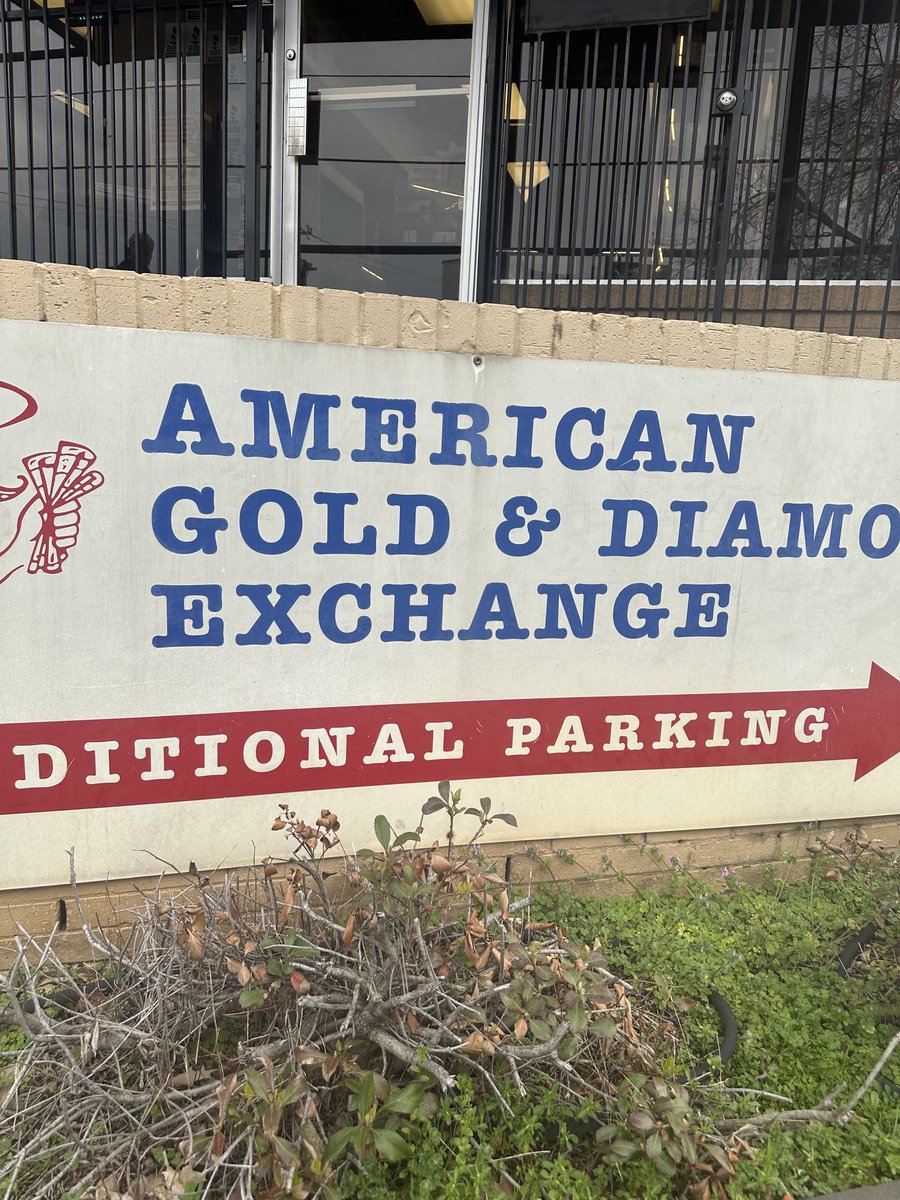 AMERICAN
GOLD & DIAMO
EXCHANGE
DITIONAL PARKING